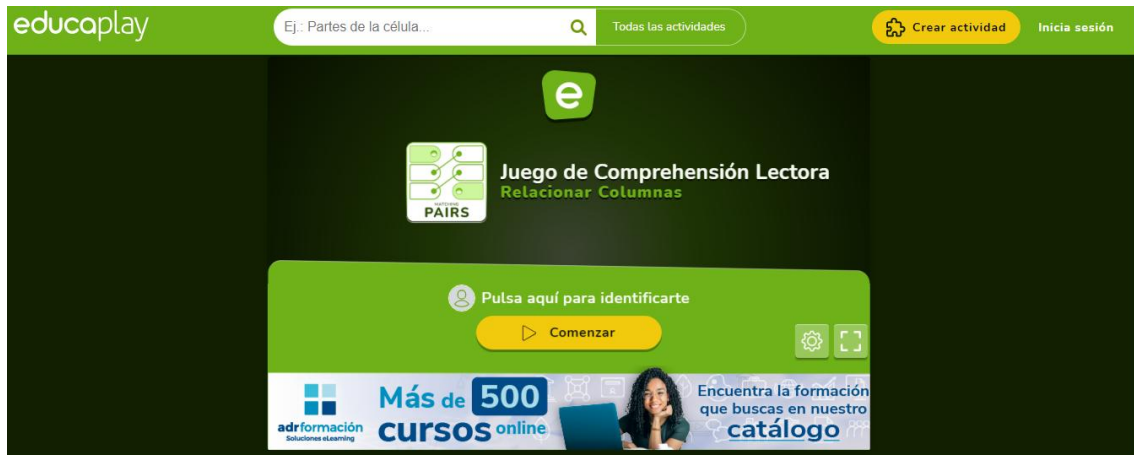 educaplay
Ej.: Partes de la célula...
Todas las actividades
Crear actividad
Inicia sesión
e
Juego de Comprehensión Lectora
Relacionar Columnas
MATCHING
PAIRS
Pulsa aquí para identificarte
Comenzar
adrformación
Soluciones eLearning
Más de 500
cursos online
Encuentra la formación
que buscas en nuestro
catálogo